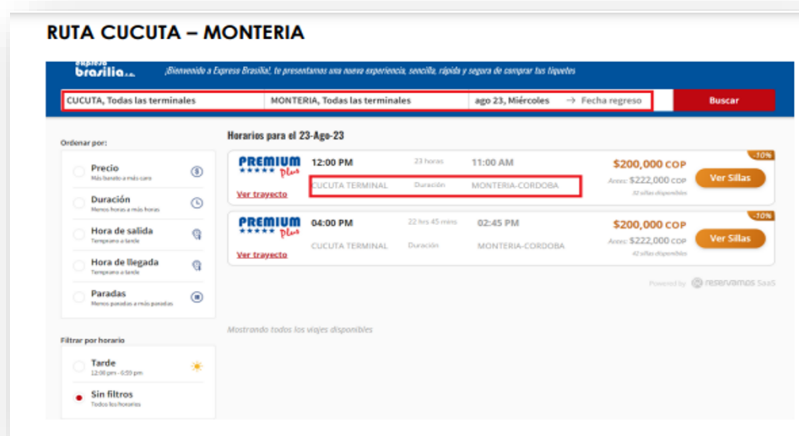 RUTA CUCUTA – MONTERIA
expreso
brasilia s.a.
¡Bienvenido a Expreso Brasilia!, te presentamos una nueva experiencia, sencilla, rápida y segura de comprar tus tiquetes
CUCUTA, Todas las terminales MONTERIA, Todas las terminales ago 23, Miércoles → Fecha regreso Buscar
Ordenar por:
Precio
Más barato a más caro
Duración
Menos horas a más horas
Hora de salida
Temprano a tarde
Hora de llegada
Temprano a tarde
Paradas
Menos paradas a más paradas
Filtrar por horario
Tarde
12:00 pm - 6:59 pm
Sin filtros
Todos los horarios
Horarios para el 23-Ago-23
PREMIUM Plus 12:00 PM 23 horas 11:00 AM $200,000 COP -10%
CUCUTA TERMINAL Duración MONTERIA-CORDOBA Antes: $222,000 COP Ver Sillas
Ver trayecto 32 sillas disponibles
PREMIUM Plus 04:00 PM 22 hrs 45 mins 02:45 PM $200,000 COP -10%
CUCUTA TERMINAL Duración MONTERIA-CORDOBA Antes: $222,000 COP Ver Sillas
Ver trayecto 42 sillas disponibles
Powered by reservamos SaaS
Mostrando todos los viajes disponibles